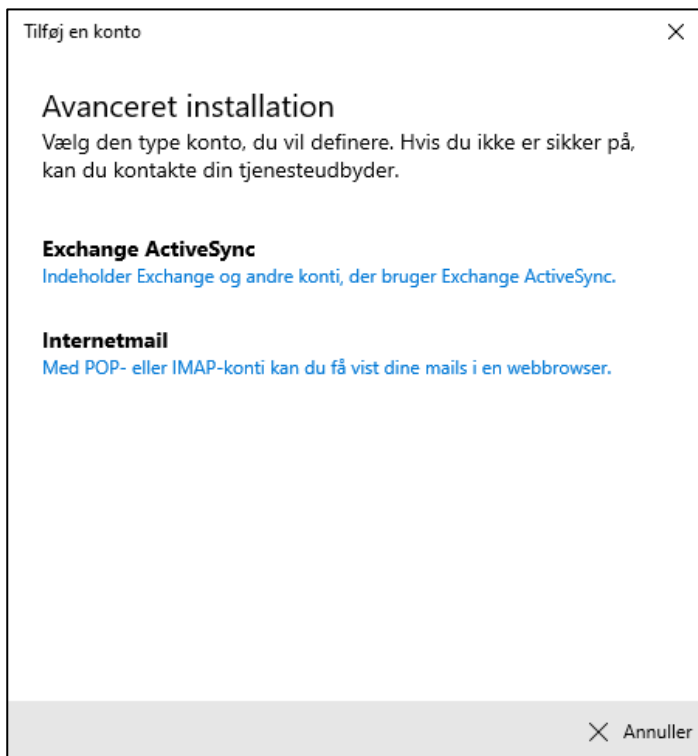 Tilføj en konto
Avanceret installation
Vælg den type konto, du vil definere. Hvis du ikke er sikker på,
kan du kontakte din tjenesteudbyder.
Exchange ActiveSync
Indeholder Exchange og andre konti, der bruger Exchange ActiveSync.
Internetmail
Med POP- eller IMAP-konti kan du få vist dine mails i en webbrowser.
Annuller